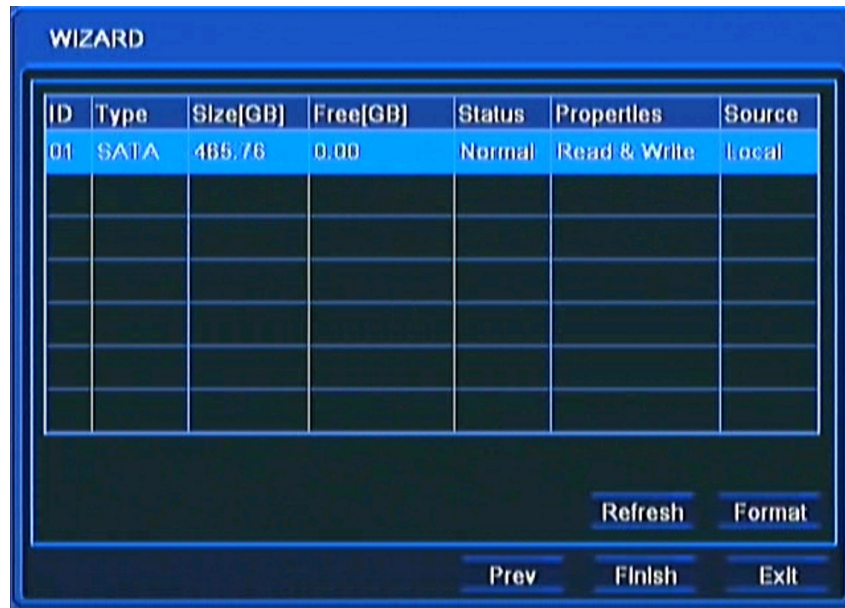 WIZARD
ID Type Size[GB] Free[GB] Status Properties Source
01 SATA 465.76 0.00 Normal Read & Write Local
Refresh Format
Prev Finish Exit